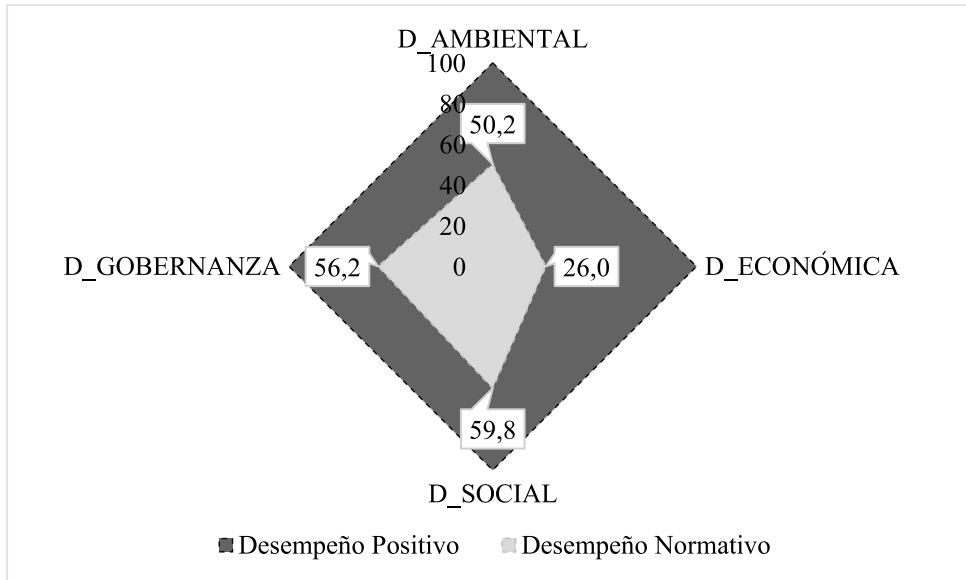 D_AMBIENTAL
100
80
50,2
60
40
20
0
D_GOBERNANZA
56,2
26,0
D_ECONÓMICA
59,8
D_SOCIAL
Desempeño Positivo
Desempeño Normativo